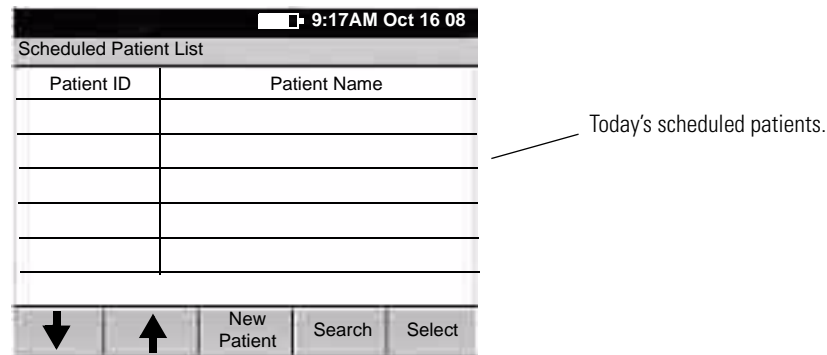 9:17AM Oct 16 08
Scheduled Patient List
Patient ID Patient Name
Today's scheduled patients.
New Patient Search Select